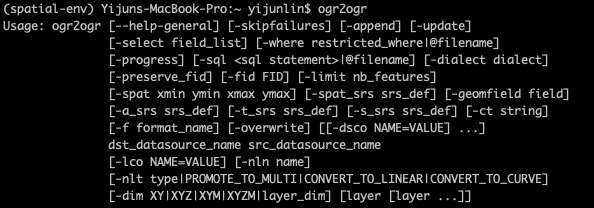 (spatial-env) Yijuns-MacBook-Pro:~ yijunlin$ ogr2ogr
Usage: ogr2ogr [--help-general] [-skipfailures] [-append] [-update]
[-select field_list] [-where restricted_where|@filename]
[-progress] [-sql <sql statement>|@filename] [-dialect dialect]
[-preserve_fid] [-fid FID] [-limit nb_features]
[-spat xmin ymin xmax ymax] [-spat_srs srs_def] [-geomfield field]
[-a_srs srs_def] [-t_srs srs_def] [-s_srs srs_def] [-ct string]
[-f format_name] [-overwrite] [[-dsco NAME=VALUE] ...]
dst_datasource_name src_datasource_name
[-lco NAME=VALUE] [-nln name]
[-nlt type|PROMOTE_TO_MULTI|CONVERT_TO_LINEAR|CONVERT_TO_CURVE]
[-dim XY|XYZ|XYM|XYZM|layer_dim] [layer [layer ...]]